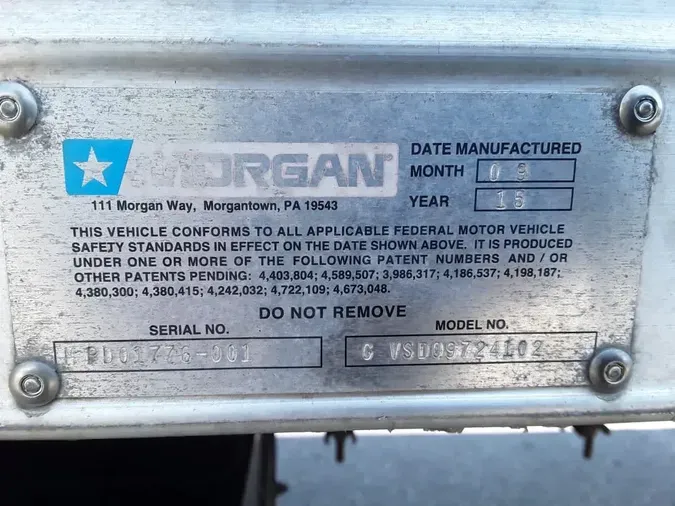 MORGAN
111 Morgan Way, Morgantown, PA 19543
DATE MANUFACTURED
MONTH 09
YEAR 16
THIS VEHICLE CONFORMS TO ALL APPLICABLE FEDERAL MOTOR VEHICLE
SAFETY STANDARDS IN EFFECT ON THE DATE SHOWN ABOVE. IT IS PRODUCED
UNDER ONE OR MORE OF THE FOLLOWING PATENT NUMBERS AND / OR
OTHER PATENTS PENDING: 4,403,804; 4,589,507; 3,986,317; 4,186,537; 4,198,187;
4,380,300; 4,380,415; 4,242,032; 4,722,109; 4,673,048.
DO NOT REMOVE
SERIAL NO.
MODEL NO.
G VSD09724102